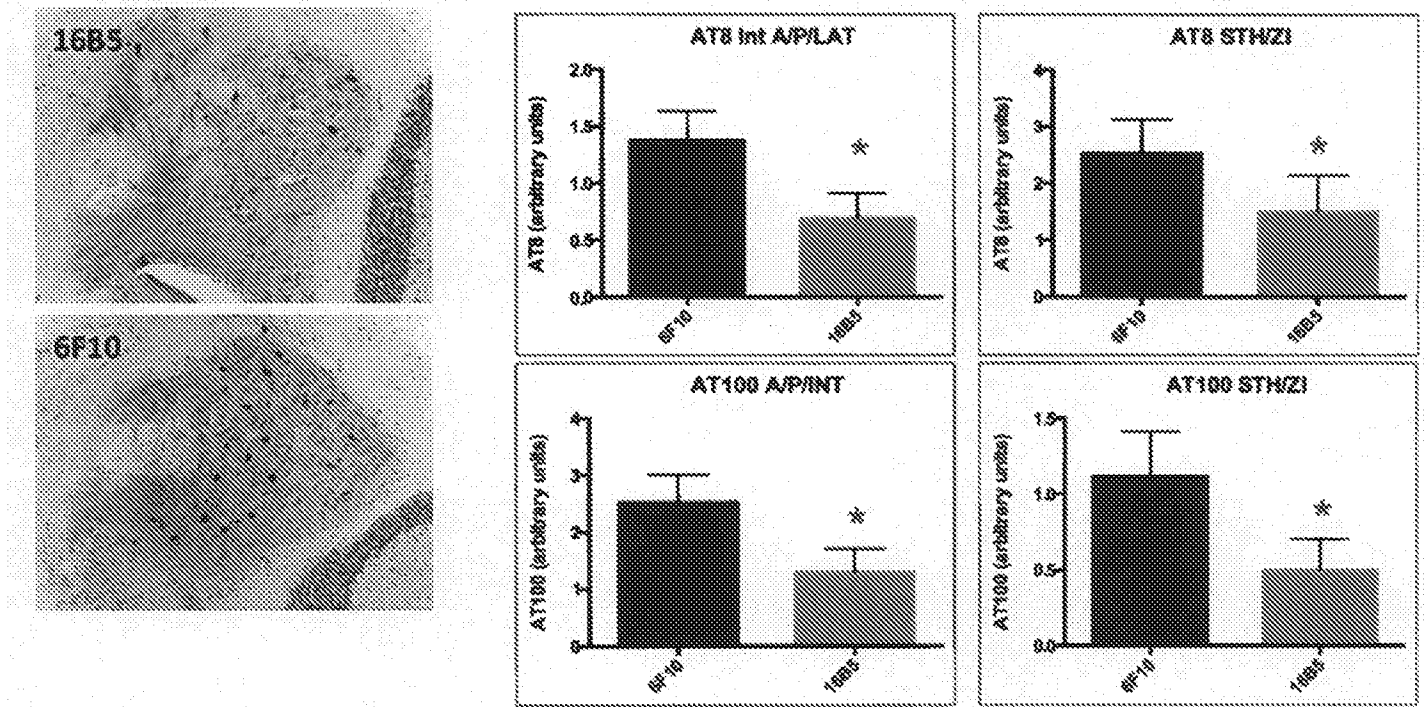 16B5
6F10
AT8 Int A/P/LAT
AT8 (arbitrary units)
2.0
1.5
1.0
0.5
0.0
*
6F10
16B5
AT8 STH/ZI
AT8 (arbitrary units)
4
3
2
1
0
*
6F10
16B5
AT100 A/P/INT
AT100 (arbitrary units)
4
3
2
1
0
*
6F10
16B5
AT100 STH/ZI
AT100 (arbitrary units)
1.5
1.0
0.5
0.0
*
6F10
16B5